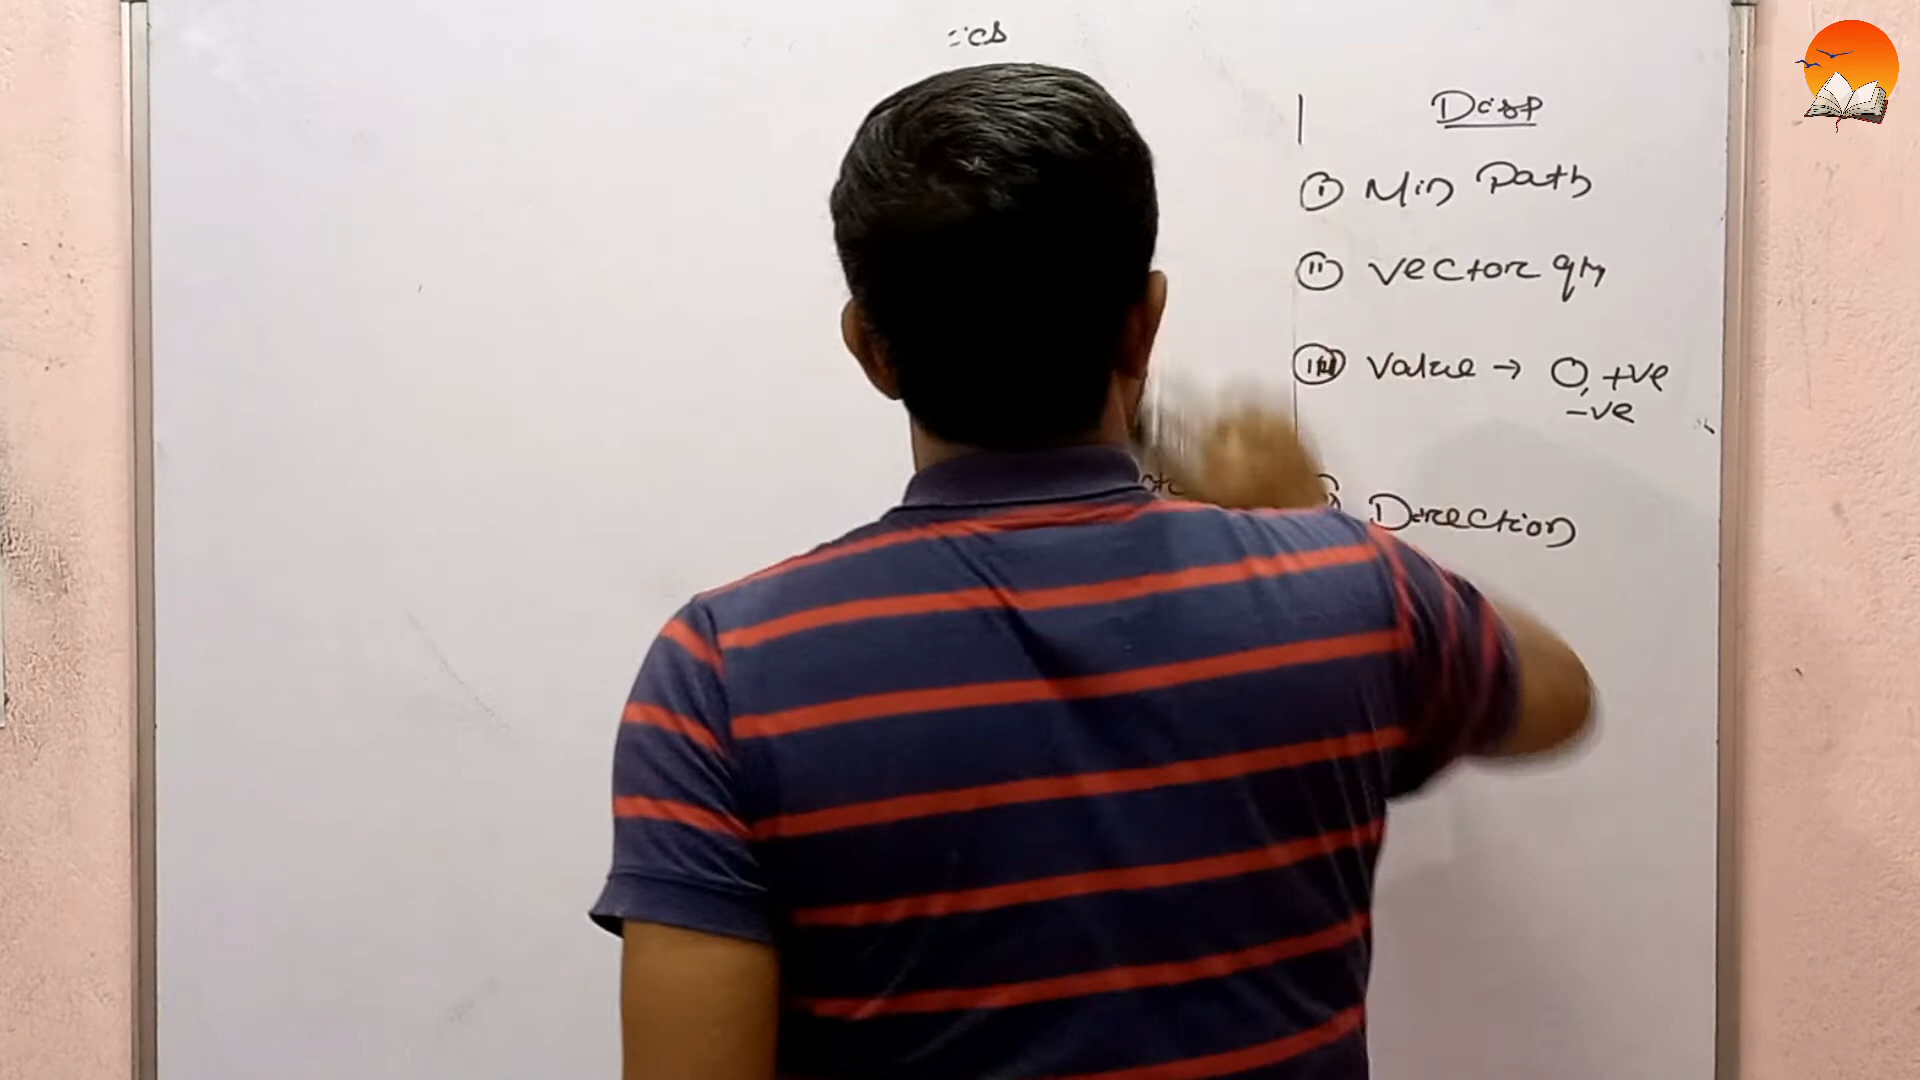 Disp
(i) Min Path
(ii) Vector qty
(iii) Value → 0, +ve
-ve
Direction